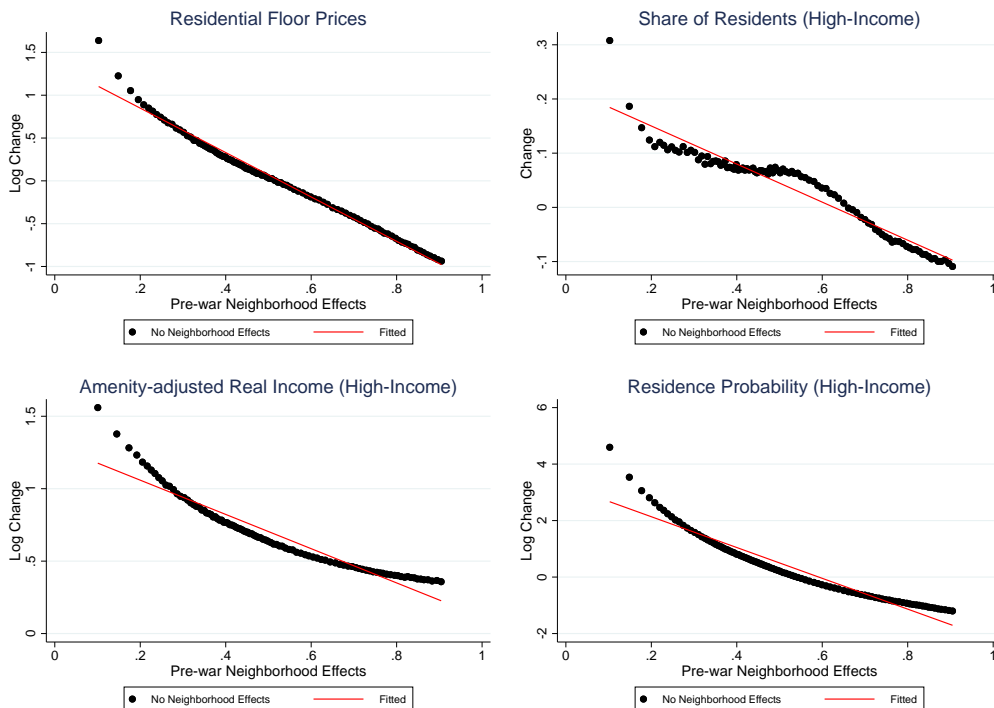 Residential Floor Prices
Log Change
1.5
1
.5
0
-.5
-1
0 .2 .4 .6 .8 1
Pre-war Neighborhood Effects
No Neighborhood Effects Fitted
Share of Residents (High-Income)
Change
.3
.2
.1
0
-.1
0 .2 .4 .6 .8 1
Pre-war Neighborhood Effects
No Neighborhood Effects Fitted
Amenity-adjusted Real Income (High-Income)
Log Change
1.5
1
.5
0
0 .2 .4 .6 .8 1
Pre-war Neighborhood Effects
No Neighborhood Effects Fitted
Residence Probability (High-Income)
Log Change
6
4
2
0
-2
0 .2 .4 .6 .8 1
Pre-war Neighborhood Effects
No Neighborhood Effects Fitted